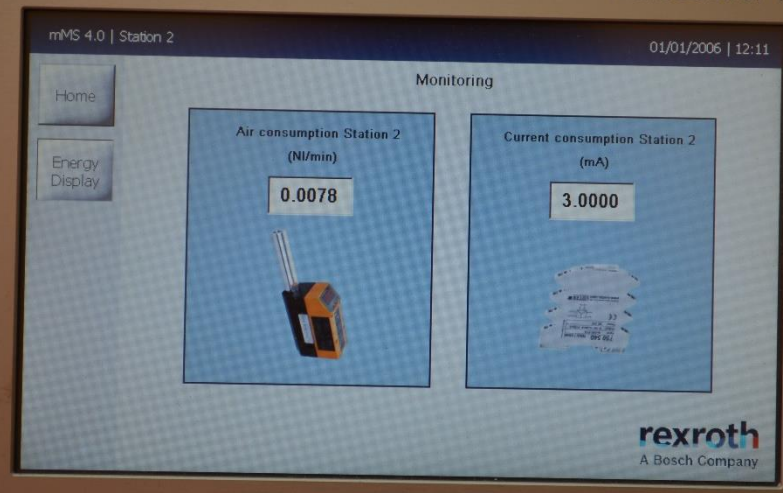 mMS 4.0 | Station 2
01/01/2006 | 12:11
Monitoring
Home
Energy
Display
Air consumption Station 2
(Nl/min)
0.0078
Current consumption Station 2
(mA)
3.0000
rexroth
A Bosch Company